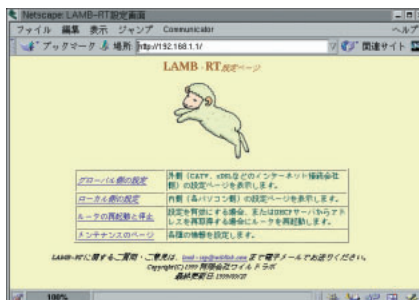 Netscape: LAMB-RT設定画面
ファイル 編集 表示 ジャンプ Communicator ヘルプ
ブックマーク 場所: http://192.168.1.1/ 関連サイト
LAMB-RT設定ページ
グローバル側の設定 外側（CATV、xDSLなどのインターネット接続会社側）の設定ページを表示します。
ローカル側の設定 内側（各パソコン側）の設定ページを表示します。
ルータの再起動と停止 設定を有効にする場合、またはDHCPサーバからアドレスを再取得する場合にルータを再起動します。
メンテナンスのページ 各種の情報を設定します。
LAMB-RTに関するご質問・ご意見は、 まで電子メールでお送りください。
Copyright(C)1999 有限会社ワイルドラボ
最終更新日:
100%